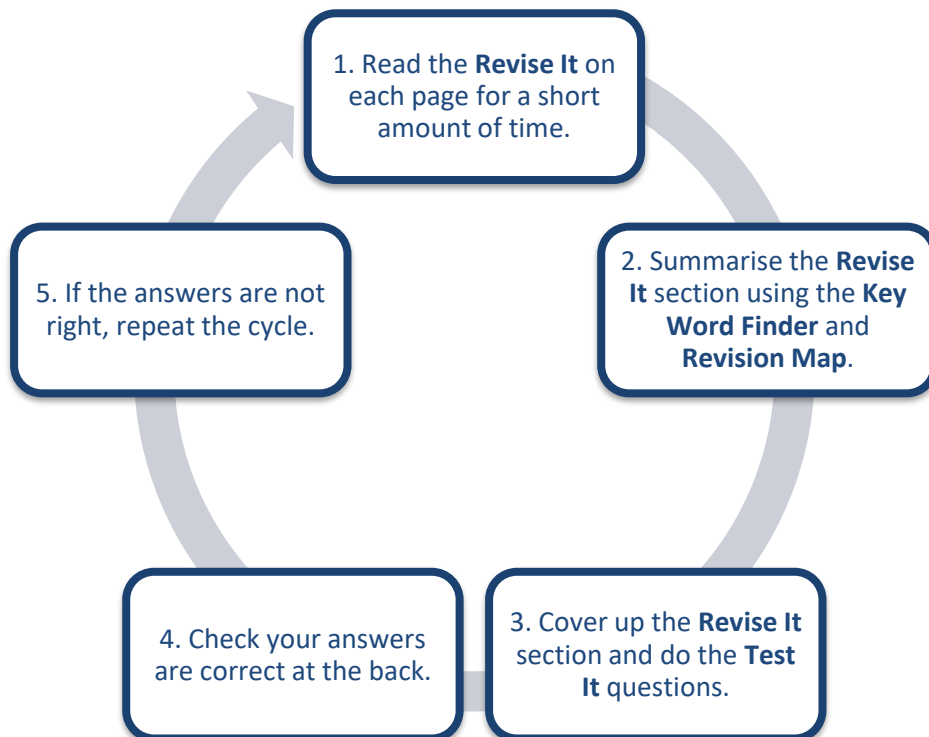 1. Read the Revise It on
each page for a short
amount of time.
2. Summarise the Revise
It section using the Key
Word Finder and
Revision Map.
3. Cover up the Revise It
section and do the Test
It questions.
4. Check your answers
are correct at the back.
5. If the answers are not
right, repeat the cycle.